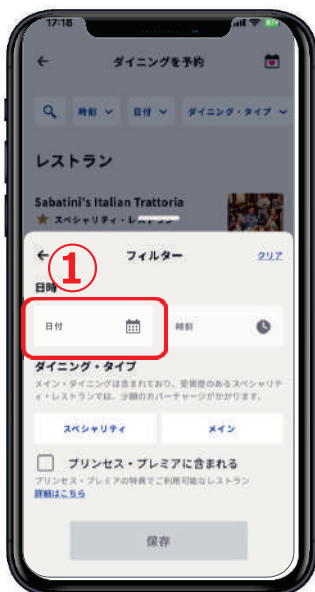 17:18
ダイニングを予約
時刻 日付 ダイニング・タイプ
レストラン
Sabatini's Italian Trattoria
スペシャリティ・レストラン
フィルター クリア
①
日時
日付 時刻
ダイニング・タイプ
メイン・ダイニングは含まれており、受賞歴のあるスペシャリテ
ィ・レストランでは、少額のカバーチャージがかかります。
スペシャリティ メイン
プリンセス・プレミアに含まれる
プリンセス・プレミアの特典でご利用可能なレストラン
詳細はこちら
保存